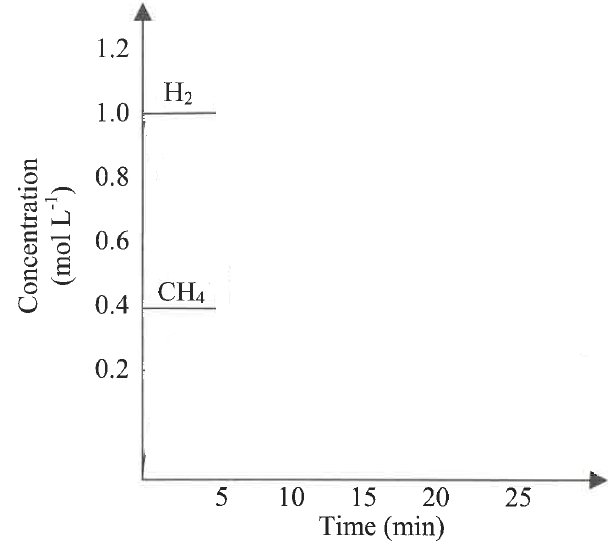 1.2
H₂
1.0
0.8
0.6
CH₄
0.4
0.2
Concentration
(mol L⁻¹)
5 10 15 20 25
Time (min)